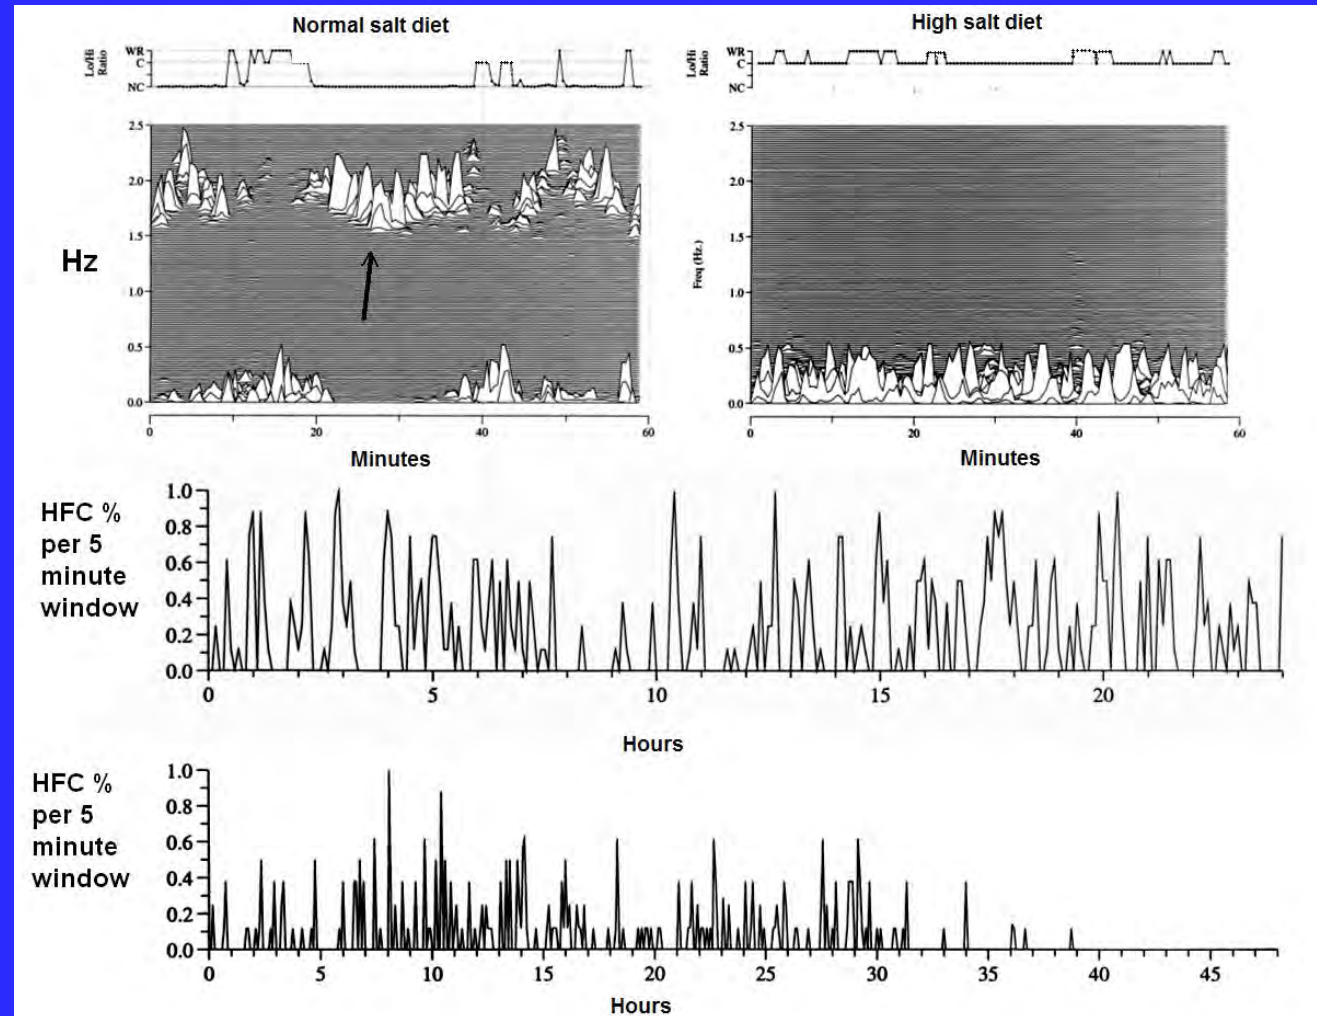 Normal salt diet
High salt diet
Lo/Hi
Ratio
WR
C
NC
Lo/Hi
Ratio
WR
C
NC
2.5
2.0
1.5
1.0
0.5
0.0
Hz
0 20 40 60
Minutes
2.5
2.0
1.5
1.0
0.5
0.0
Freq (Hz.)
0 20 40 60
Minutes
HFC %
per 5
minute
window
1.0
0.8
0.6
0.4
0.2
0.0
0 5 10 15 20
Hours
HFC %
per 5
minute
window
1.0
0.8
0.6
0.4
0.2
0.0
0 5 10 15 20 25 30 35 40 45
Hours